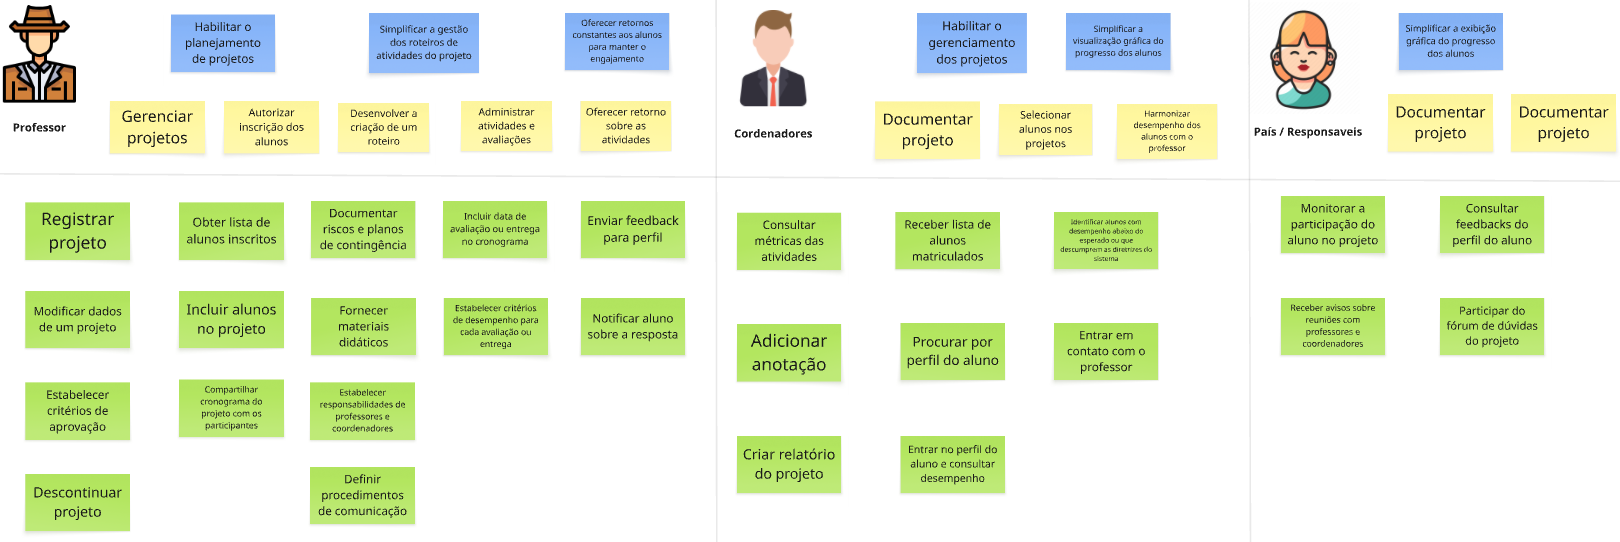 Professor
Habilitar o
planejamento
de projetos
Simplificar a gestão
dos roteiros de
atividades do projeto
Oferecer retornos
constantes aos alunos
para manter o
engajamento
Gerenciar
projetos
Autorizar
inscrição dos
alunos
Desenvolver a
criação de um
roteiro
Administrar
atividades e
avaliações
Oferecer retorno
sobre as
atividades
Registrar
projeto
Obter lista de
alunos inscritos
Documentar
riscos e planos
de contingência
Incluir data de
avaliação ou entrega
no cronograma
Enviar feedback
para perfil
Modificar dados
de um projeto
Incluir alunos
no projeto
Fornecer
materiais
didáticos
Estabelecer critérios
de desempenho para
cada avaliação ou
entrega
Notificar aluno
sobre a resposta
Estabelecer
critérios de
aprovação
Compartilhar
cronograma do
projeto com os
participantes
Estabelecer
responsabilidades de
professores e
coordenadores
Descontinuar
projeto
Definir
procedimentos
de comunicação
Cordenadores
Habilitar o
gerenciamento
dos projetos
Simplificar a
visualização gráfica do
progresso dos alunos
Documentar
projeto
Selecionar
alunos nos
projetos
Harmonizar
desempenho dos
alunos com o
professor
Consultar
métricas das
atividades
Receber lista de
alunos
matriculados
Identificar alunos com
desempenho abaixo do
esperado ou que
descumprem as diretrizes do
sistema
Adicionar
anotação
Procurar por
perfil do aluno
Entrar em
contato com o
professor
Criar relatório
do projeto
Entrar no perfil do
aluno e consultar
desempenho
País / Responsaveis
Simplificar a exibição
gráfica do progresso
dos alunos
Documentar
projeto
Documentar
projeto
Monitorar a
participação do
aluno no projeto
Consultar
feedbacks do
perfil do aluno
Receber avisos sobre
reuniões com
professores e
coordenadores
Participar do
fórum de dúvidas
do projeto